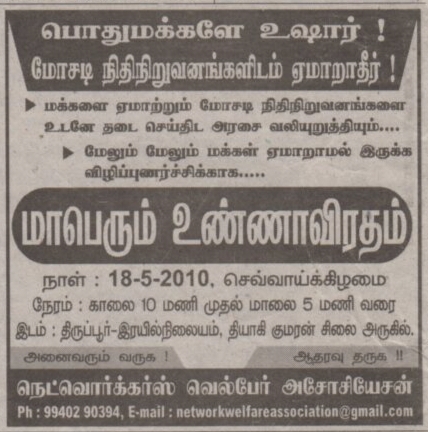 பொதுமக்களே உஷார் !
மோசடி நிதிநிறுவனங்களிடம் ஏமாறாதீர் !
மக்களை ஏமாற்றும் மோசடி நிதிநிறுவனங்களை
உடனே தடை செய்திட அரசை வலியுறுத்தியும்....
மேலும் மேலும் மக்கள் ஏமாறாமல் இருக்க
விழிப்புணர்ச்சிக்காக.....
மாபெரும் உண்ணாவிரதம்
நாள் : 18-5-2010, செவ்வாய்க்கிழமை
நேரம் : காலை 10 மணி முதல் மாலை 5 மணி வரை
இடம் : திருப்பூர்-இரயில்நிலையம், தியாகி குமரன் சிலை அருகில்.
அனைவரும் வருக ! ஆதரவு தருக !!
நெட்வொர்க்கர்ஸ் வெல்பேர் அசோசியேசன்
Ph : 99402 90394, E-mail : networkwelfareassociation@gmail.com